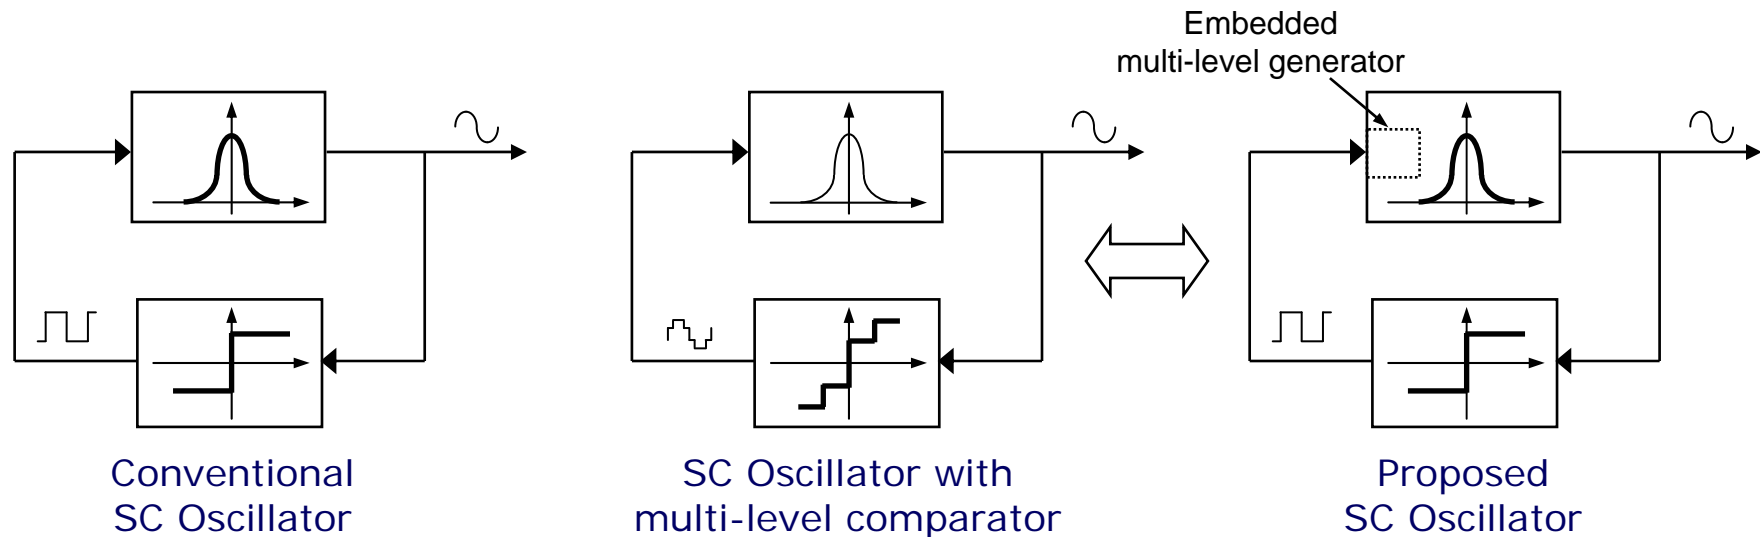 Embedded
multi-level generator
Conventional
SC Oscillator
SC Oscillator with
multi-level comparator
Proposed
SC Oscillator